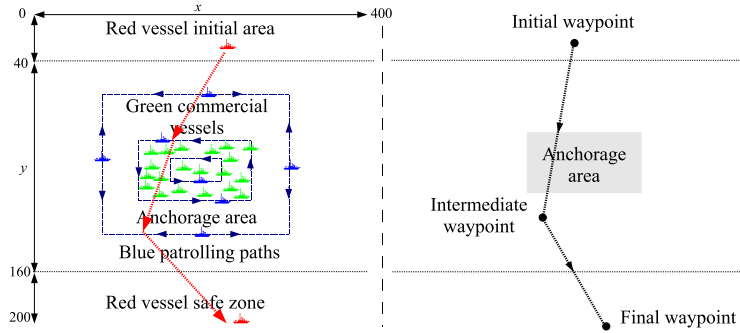 0
x
400
Red vessel initial area
40
Green commercial
vessels
y
Anchorage area
Blue patrolling paths
160
Red vessel safe zone
200
Initial waypoint
Anchorage
area
Intermediate
waypoint
Final waypoint